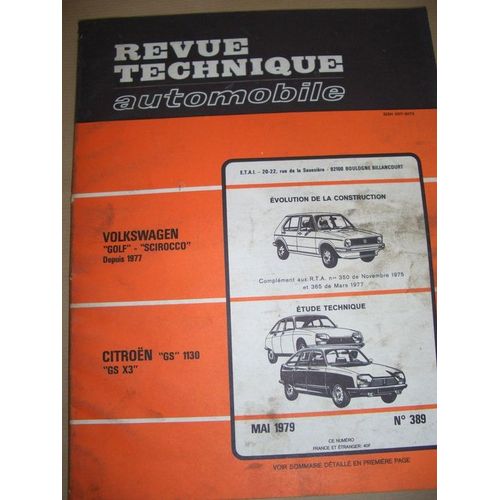 REVUE
TECHNIQUE
automobile
E.T.A.I. - 20-22, rue de la Saussière - 92100 BOULOGNE BILLANCOURT
ÉVOLUTION DE LA CONSTRUCTION
VOLKSWAGEN
"GOLF" - "SCIROCCO"
Depuis 1977
Complément aux R.T.A. nos 350 de Novembre 1975
et 365 de Mars 1977
ÉTUDE TECHNIQUE
CITROËN "GS" 1130
"GS X3"
MAI 1979
N° 389
CE NUMÉRO
FRANCE ET ÉTRANGER: 40F
VOIR SOMMAIRE DÉTAILLÉ EN PREMIÈRE PAGE